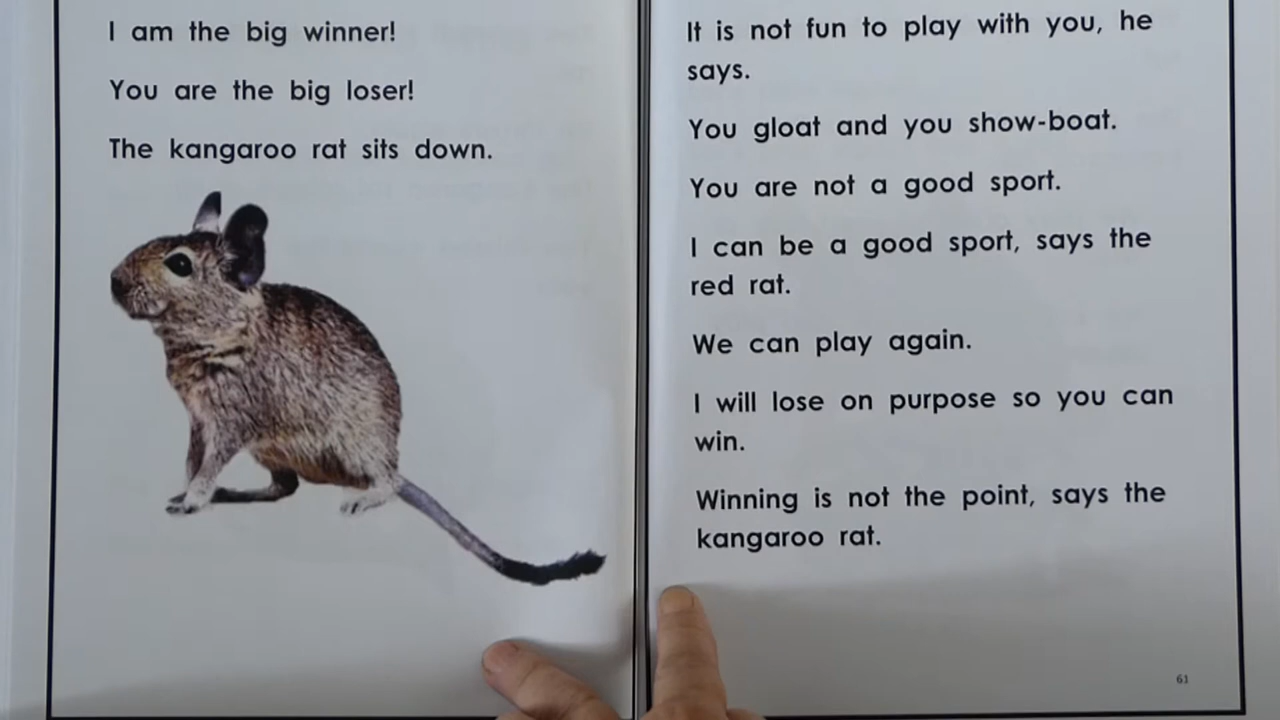 I am the big winner!
You are the big loser!
The kangaroo rat sits down.
It is not fun to play with you, he
says.
You gloat and you show-boat.
You are not a good sport.
I can be a good sport, says the
red rat.
We can play again.
I will lose on purpose so you can
win.
Winning is not the point, says the
kangaroo rat.
61